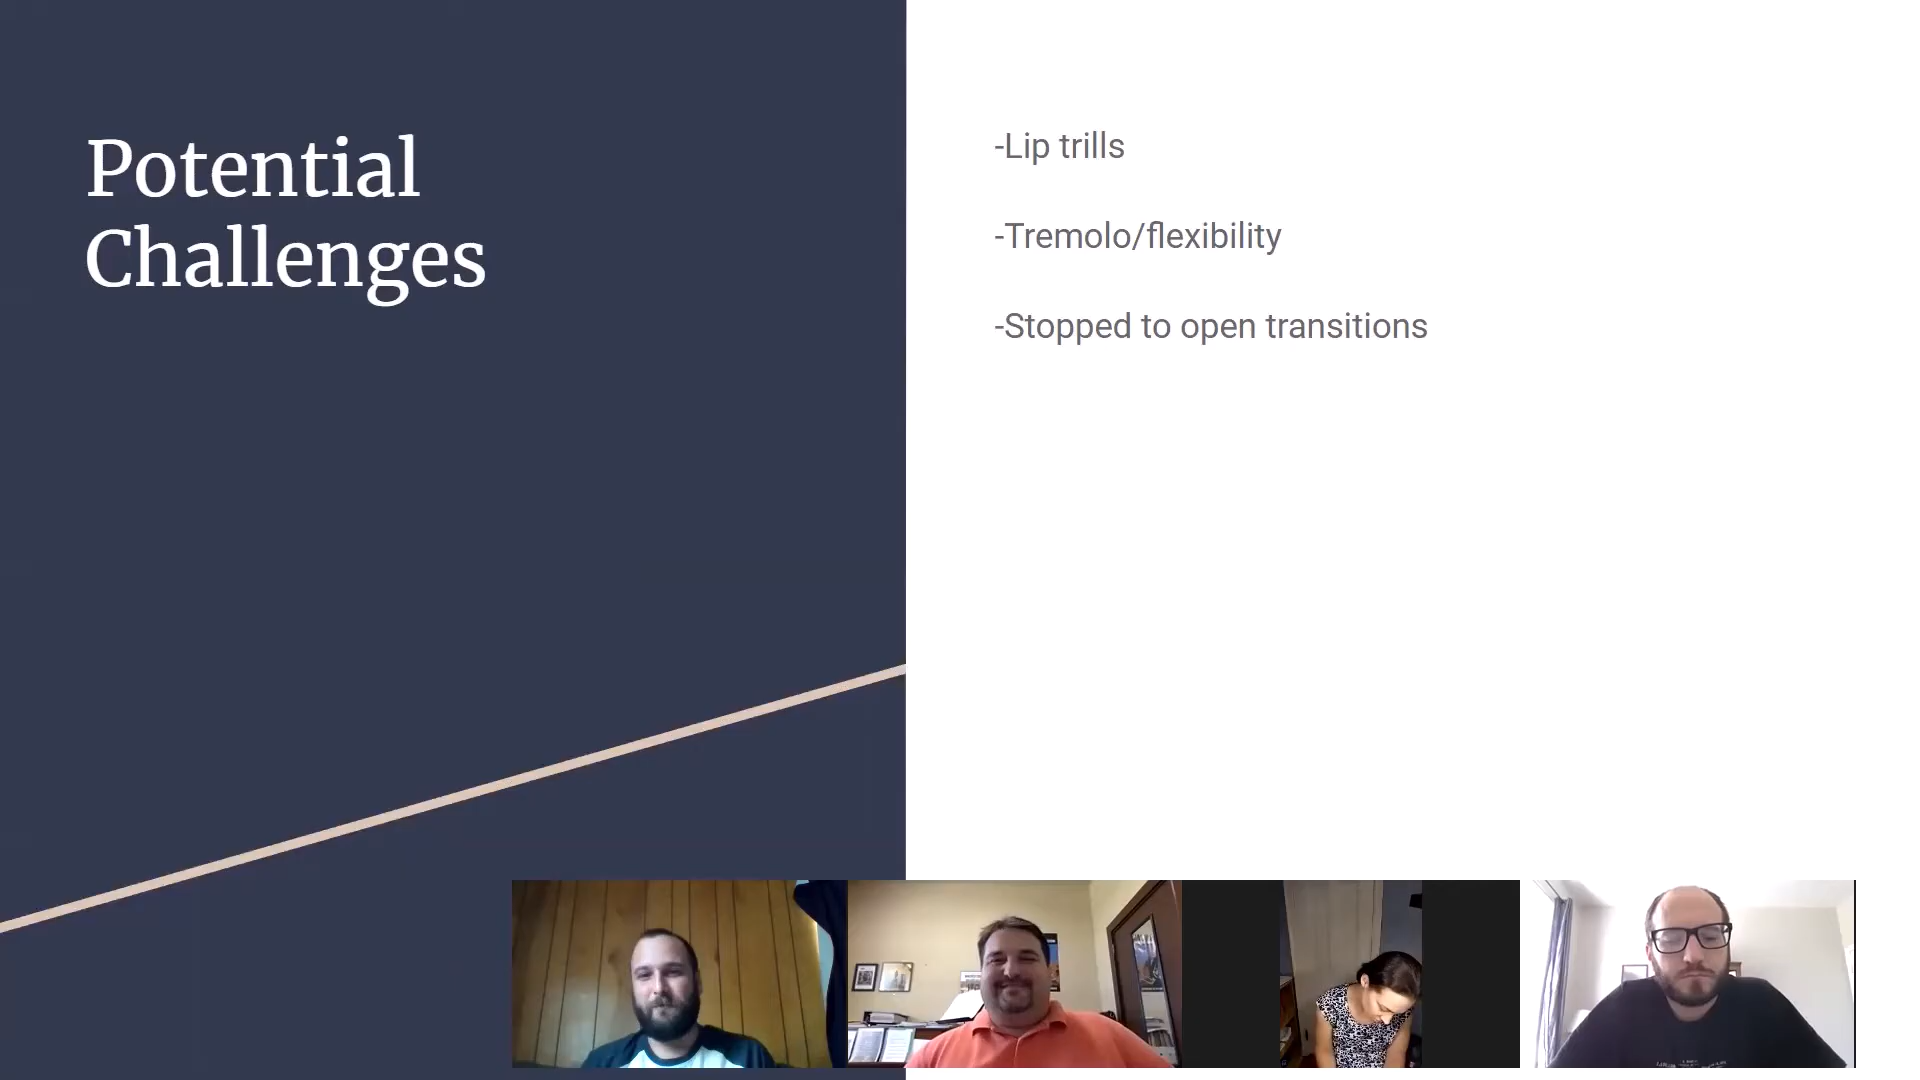 Potential
Challenges
-Lip trills
-Tremolo/flexibility
-Stopped to open transitions